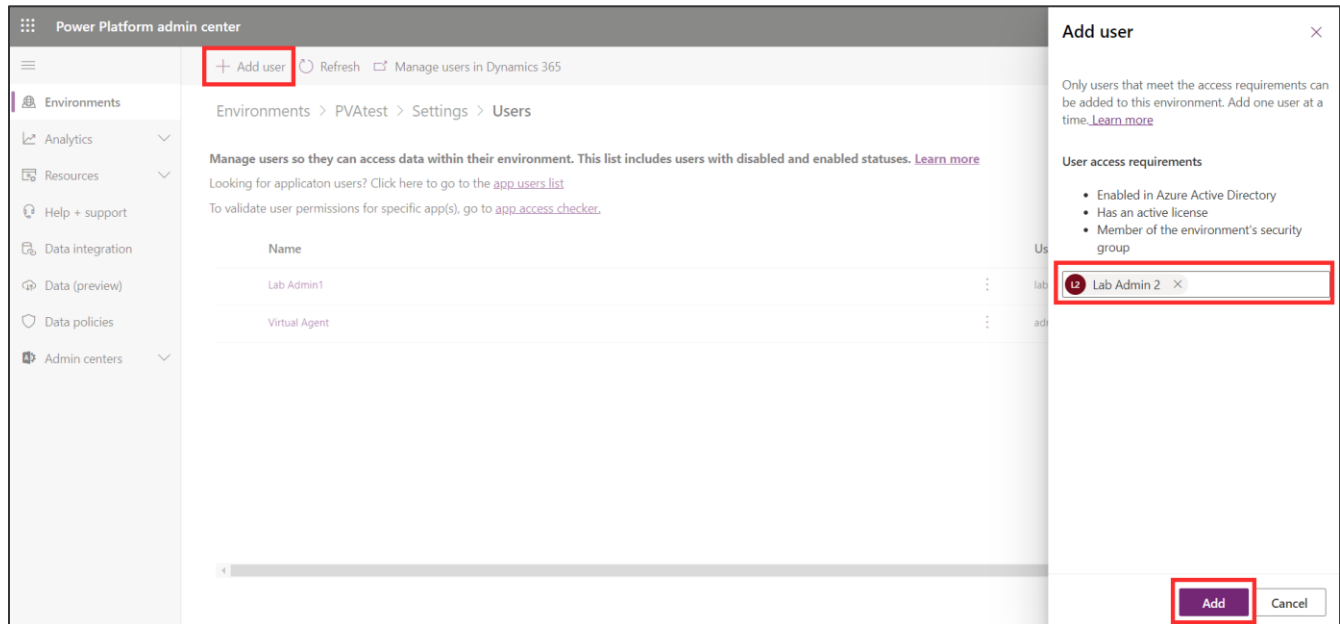 Power Platform admin center
Add user
Refresh
Manage users in Dynamics 365
Environments
Analytics
Resources
Help + support
Data integration
Data (preview)
Data policies
Admin centers
Environments > PVAtest > Settings > Users
Manage users so they can access data within their environment. This list includes users with disabled and enabled statuses. Learn more
Looking for applicaton users? Click here to go to the app users list
To validate user permissions for specific app(s), go to app access checker.
Name
Us
Lab Admin1
lab
Virtual Agent
Add user
Only users that meet the access requirements can
be added to this environment. Add one user at a
time. Learn more
User access requirements
• Enabled in Azure Active Directory
• Has an active license
• Member of the environment's security
group
L2 Lab Admin 2
Add
Cancel